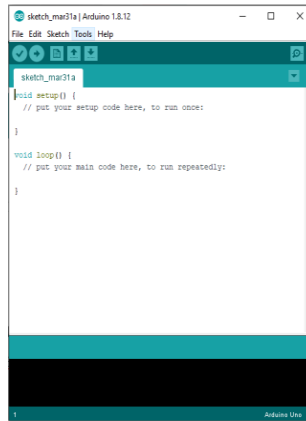 sketch_mar31a | Arduino 1.8.12
File Edit Sketch Tools Help
sketch_mar31a
void setup() {
// put your setup code here, to run once:
}
void loop() {
// put your main code here, to run repeatedly:
}
1
Arduino Uno